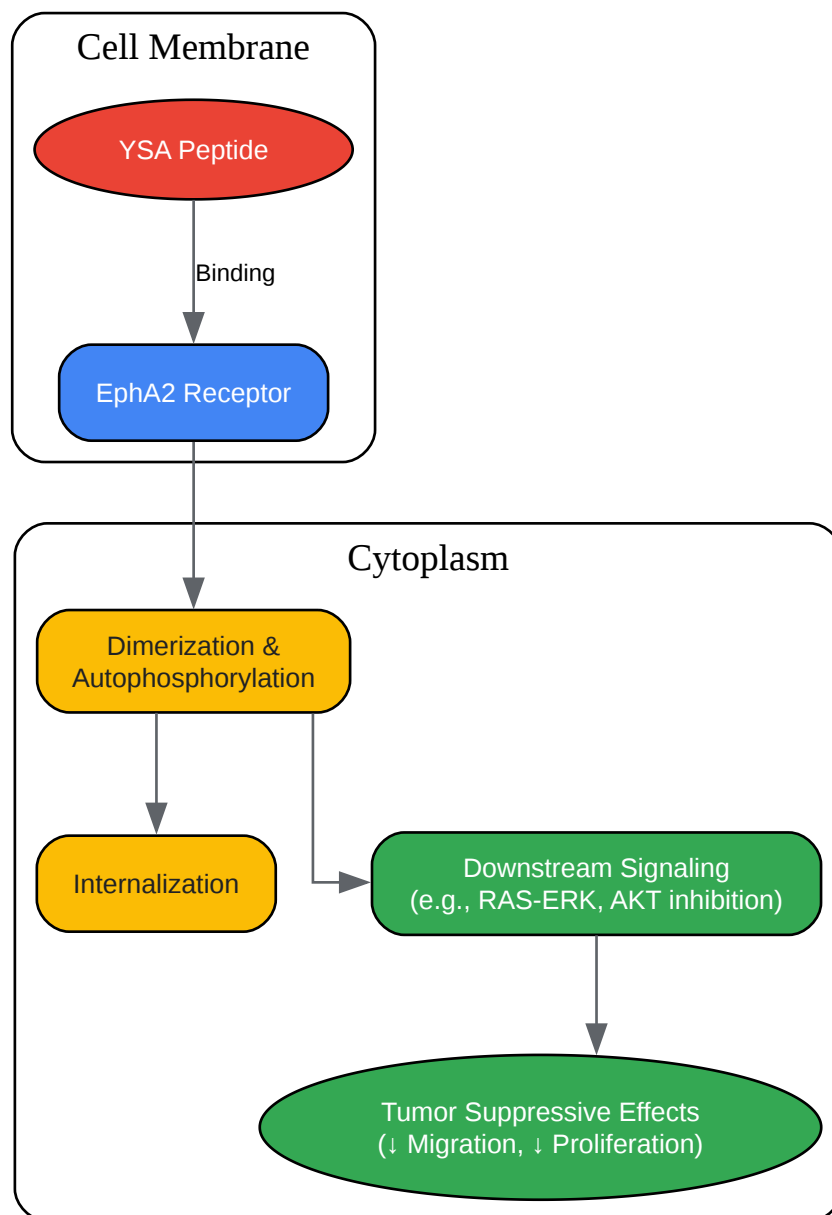 Cell Membrane
YSA Peptide
Binding
EphA2 Receptor
Cytoplasm
Dimerization &
Autophosphorylation
Internalization
Downstream Signaling
(e.g., RAS-ERK, AKT inhibition)
Tumor Suppressive Effects
(↓ Migration, ↓ Proliferation)